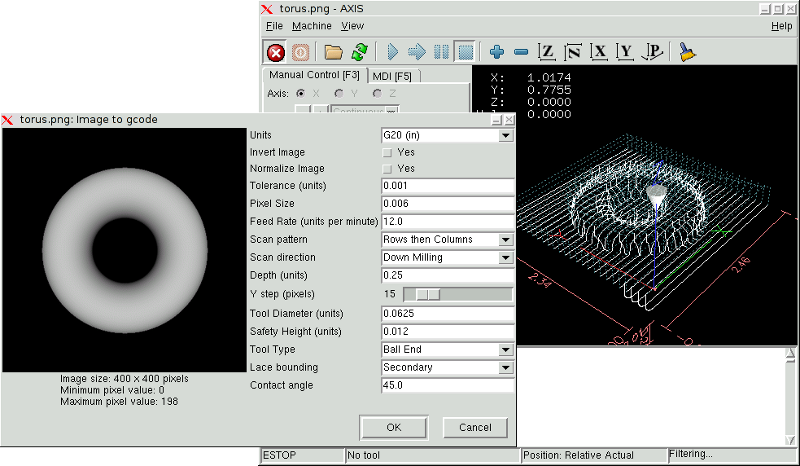 torus.png - AXIS
File Machine View Help
Manual Control [F3] MDI [F5]
Axis: X Y Z
Continuous
X: 1.0174
Y: 0.7755
Z: 0.0000
0.0000
2.34
2.46
torus.png: Image to gcode
Units G20 (in)
Invert Image Yes
Normalize Image Yes
Tolerance (units) 0.001
Pixel Size 0.006
Feed Rate (units per minute) 12.0
Scan pattern Rows then Columns
Scan direction Down Milling
Depth (units) 0.25
Y step (pixels) 15
Tool Diameter (units) 0.0625
Safety Height (units) 0.012
Tool Type Ball End
Lace bounding Secondary
Contact angle 45.0
Image size: 400 x 400 pixels
Minimum pixel value: 0
Maximum pixel value: 198
OK Cancel
ESTOP No tool Position: Relative Actual Filtering...